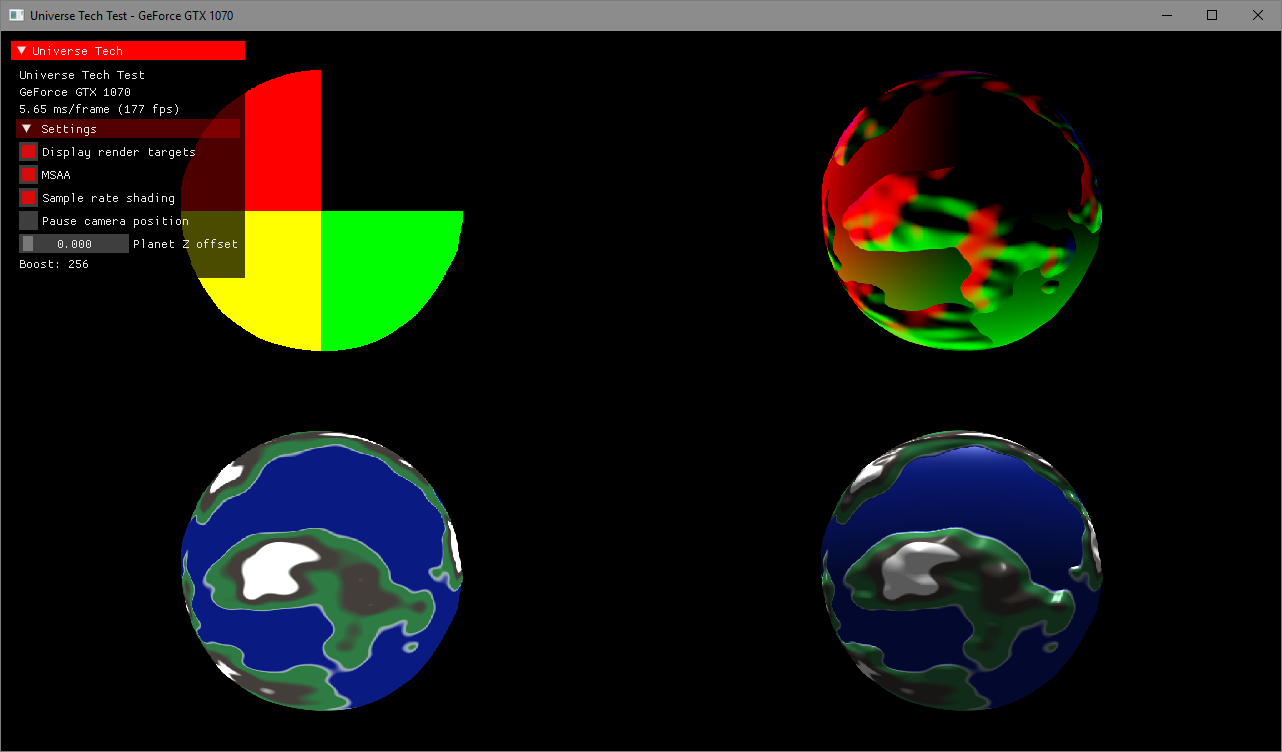 Universe Tech Test - GeForce GTX 1070
Universe Tech
Universe Tech Test
GeForce GTX 1070
5.65 ms/frame (177 fps)
Settings
Display render targets
MSAA
Sample rate shading
Pause camera position
0.000 Planet Z offset
Boost: 256